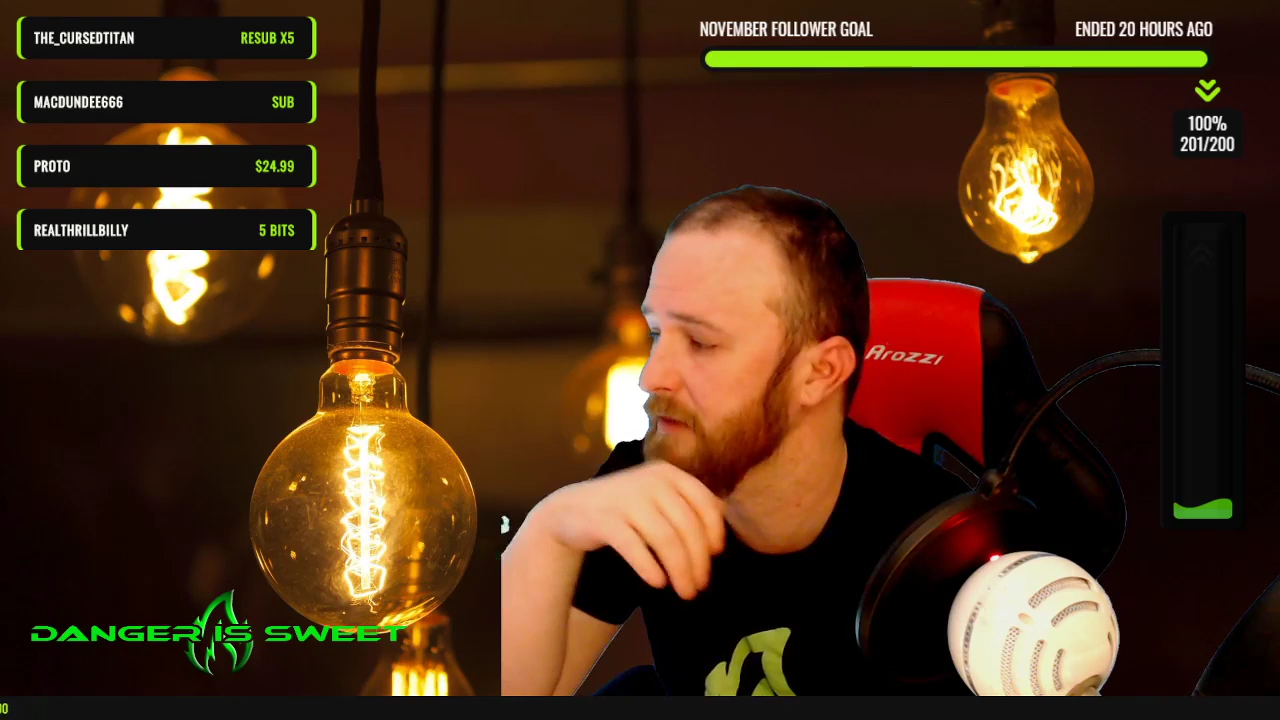 THE_CURSEDTITAN RESUB X5
MACDUNDEE666 SUB
PROTO $24.99
REALTHRILLBILLY 5 BITS
NOVEMBER FOLLOWER GOAL ENDED 20 HOURS AGO
100%
201/200
AROZZI
DANGER IS SWEET